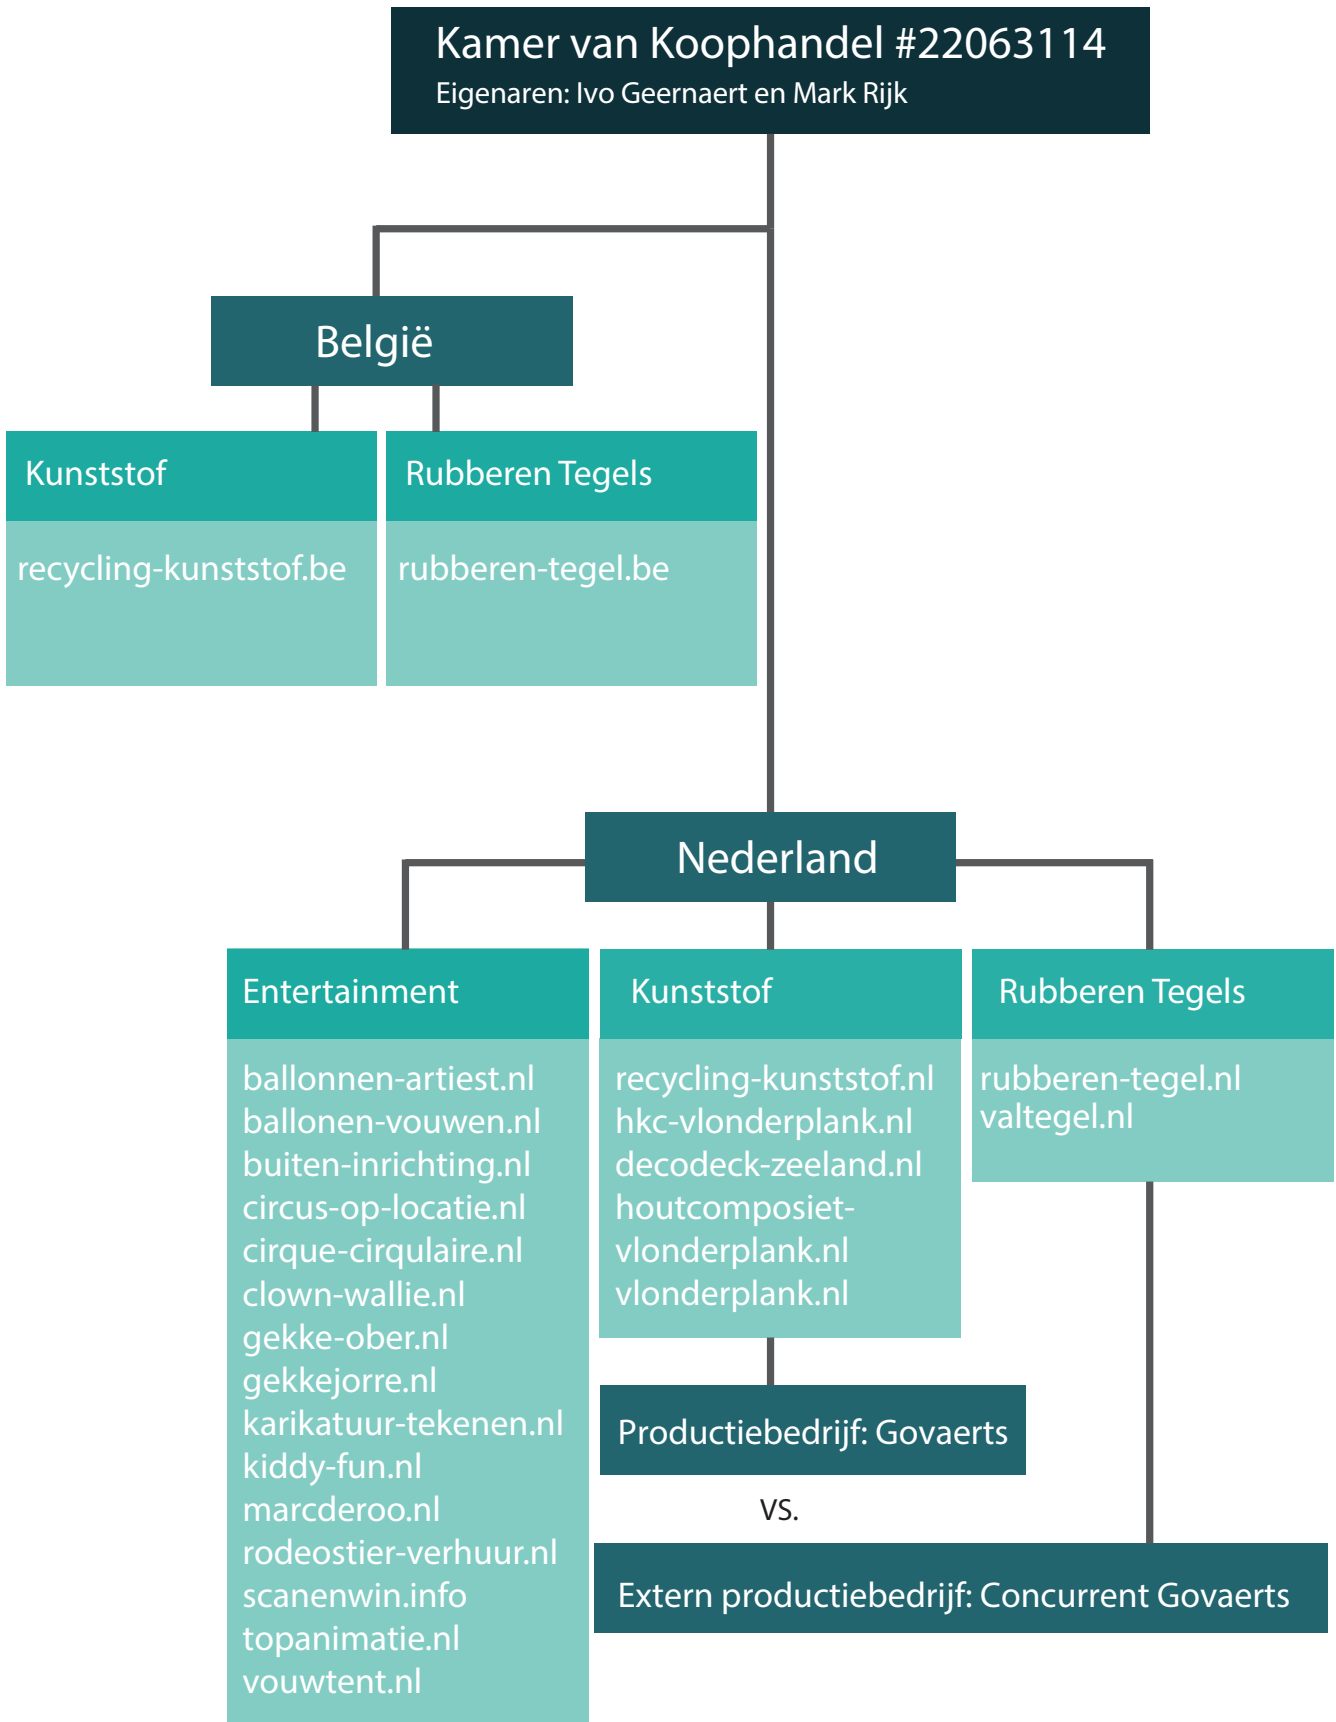 Kamer van Koophandel #22063114
Eigenaren: Ivo Geernaert en Mark Rijk
België
Kunststof
recycling-kunststof.be
Rubberen Tegels
rubberen-tegel.be
Nederland
Entertainment
ballonnen-artiest.nl
ballonen-vouwen.nl
buiten-inrichting.nl
circus-op-locatie.nl
cirque-cirqulaire.nl
clown-wallie.nl
gekke-ober.nl
gekkejorre.nl
karikatuur-tekenen.nl
kiddy-fun.nl
marcderoo.nl
rodeostier-verhuur.nl
scanenwin.info
topanimatie.nl
vouwtent.nl
Kunststof
recycling-kunststof.nl
hkc-vlonderplank.nl
decodeck-zeeland.nl
houtcomposiet-
vlonderplank.nl
vlonderplank.nl
Rubberen Tegels
rubberen-tegel.nl
valtegel.nl
Productiebedrijf: Govaerts
vs.
Extern productiebedrijf: Concurrent Govaerts